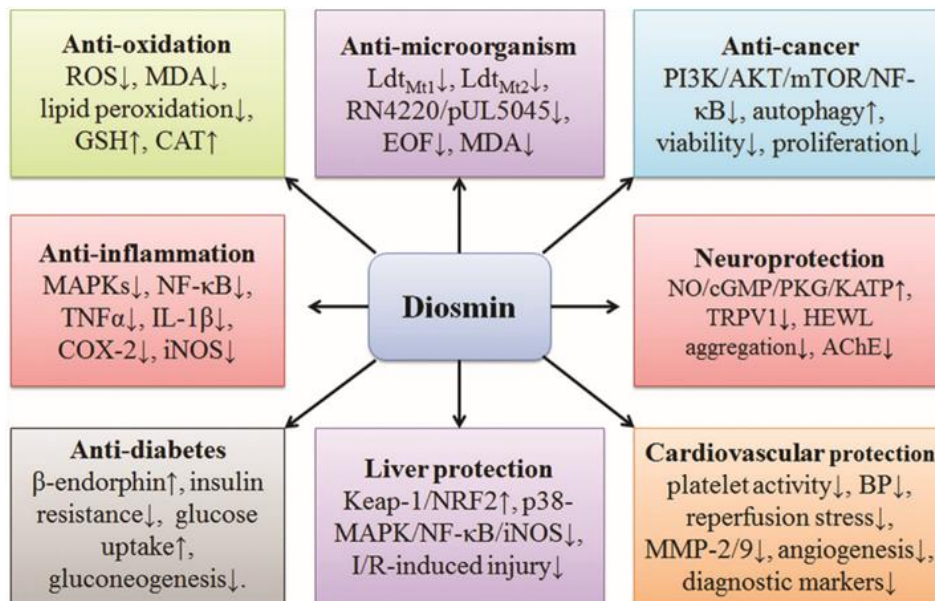 Anti-oxidation
ROS↓, MDA↓,
lipid peroxidation↓,
GSH↑, CAT↑
Anti-microorganism
Ldt_Mt1↓, Ldt_Mt2↓,
RN4220/pUL5045↓,
EOF↓, MDA↓
Anti-cancer
PI3K/AKT/mTOR/NF-
κB↓, autophagy↑,
viability↓, proliferation↓
Anti-inflammation
MAPKs↓, NF-κB↓,
TNFα↓, IL-1β↓,
COX-2↓, iNOS↓
Diosmin
Neuroprotection
NO/cGMP/PKG/KATP↑,
TRPV1↓, HEWL
aggregation↓, AChE↓
Anti-diabetes
β-endorphin↑, insulin
resistance↓, glucose
uptake↑,
gluconeogenesis↓.
Liver protection
Keap-1/NRF2↑, p38-
MAPK/NF-κB/iNOS↓,
I/R-induced injury↓
Cardiovascular protection
platelet activity↓, BP↓,
reperfusion stress↓,
MMP-2/9↓, angiogenesis↓,
diagnostic markers↓